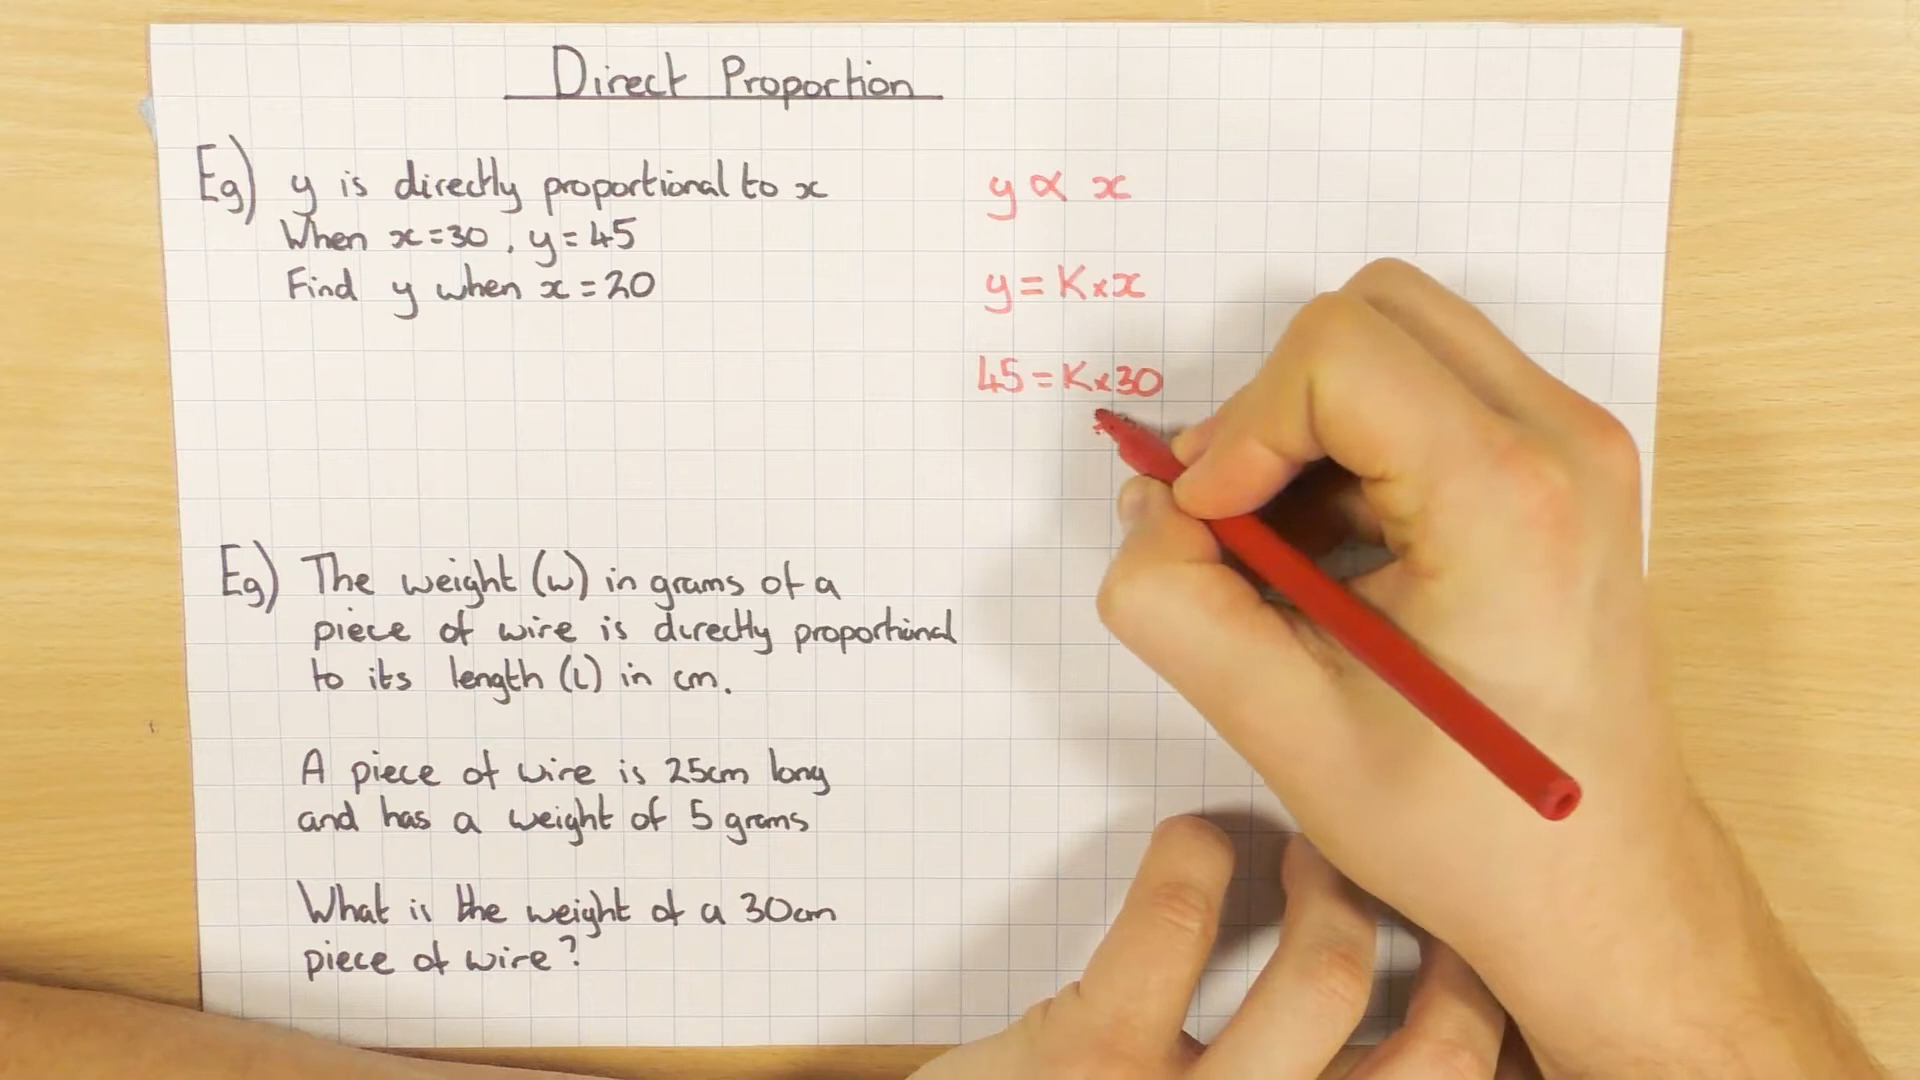 Direct Proportion
Eg) y is directly proportional to x
When x=30, y=45
Find y when x=20
y ∝ x
y = K×x
45 = K×30
Eg) The weight (w) in grams of a
piece of wire is directly proportional
to its length (L) in cm.
A piece of wire is 25cm long
and has a weight of 5 grams
What is the weight of a 30cm
piece of wire?